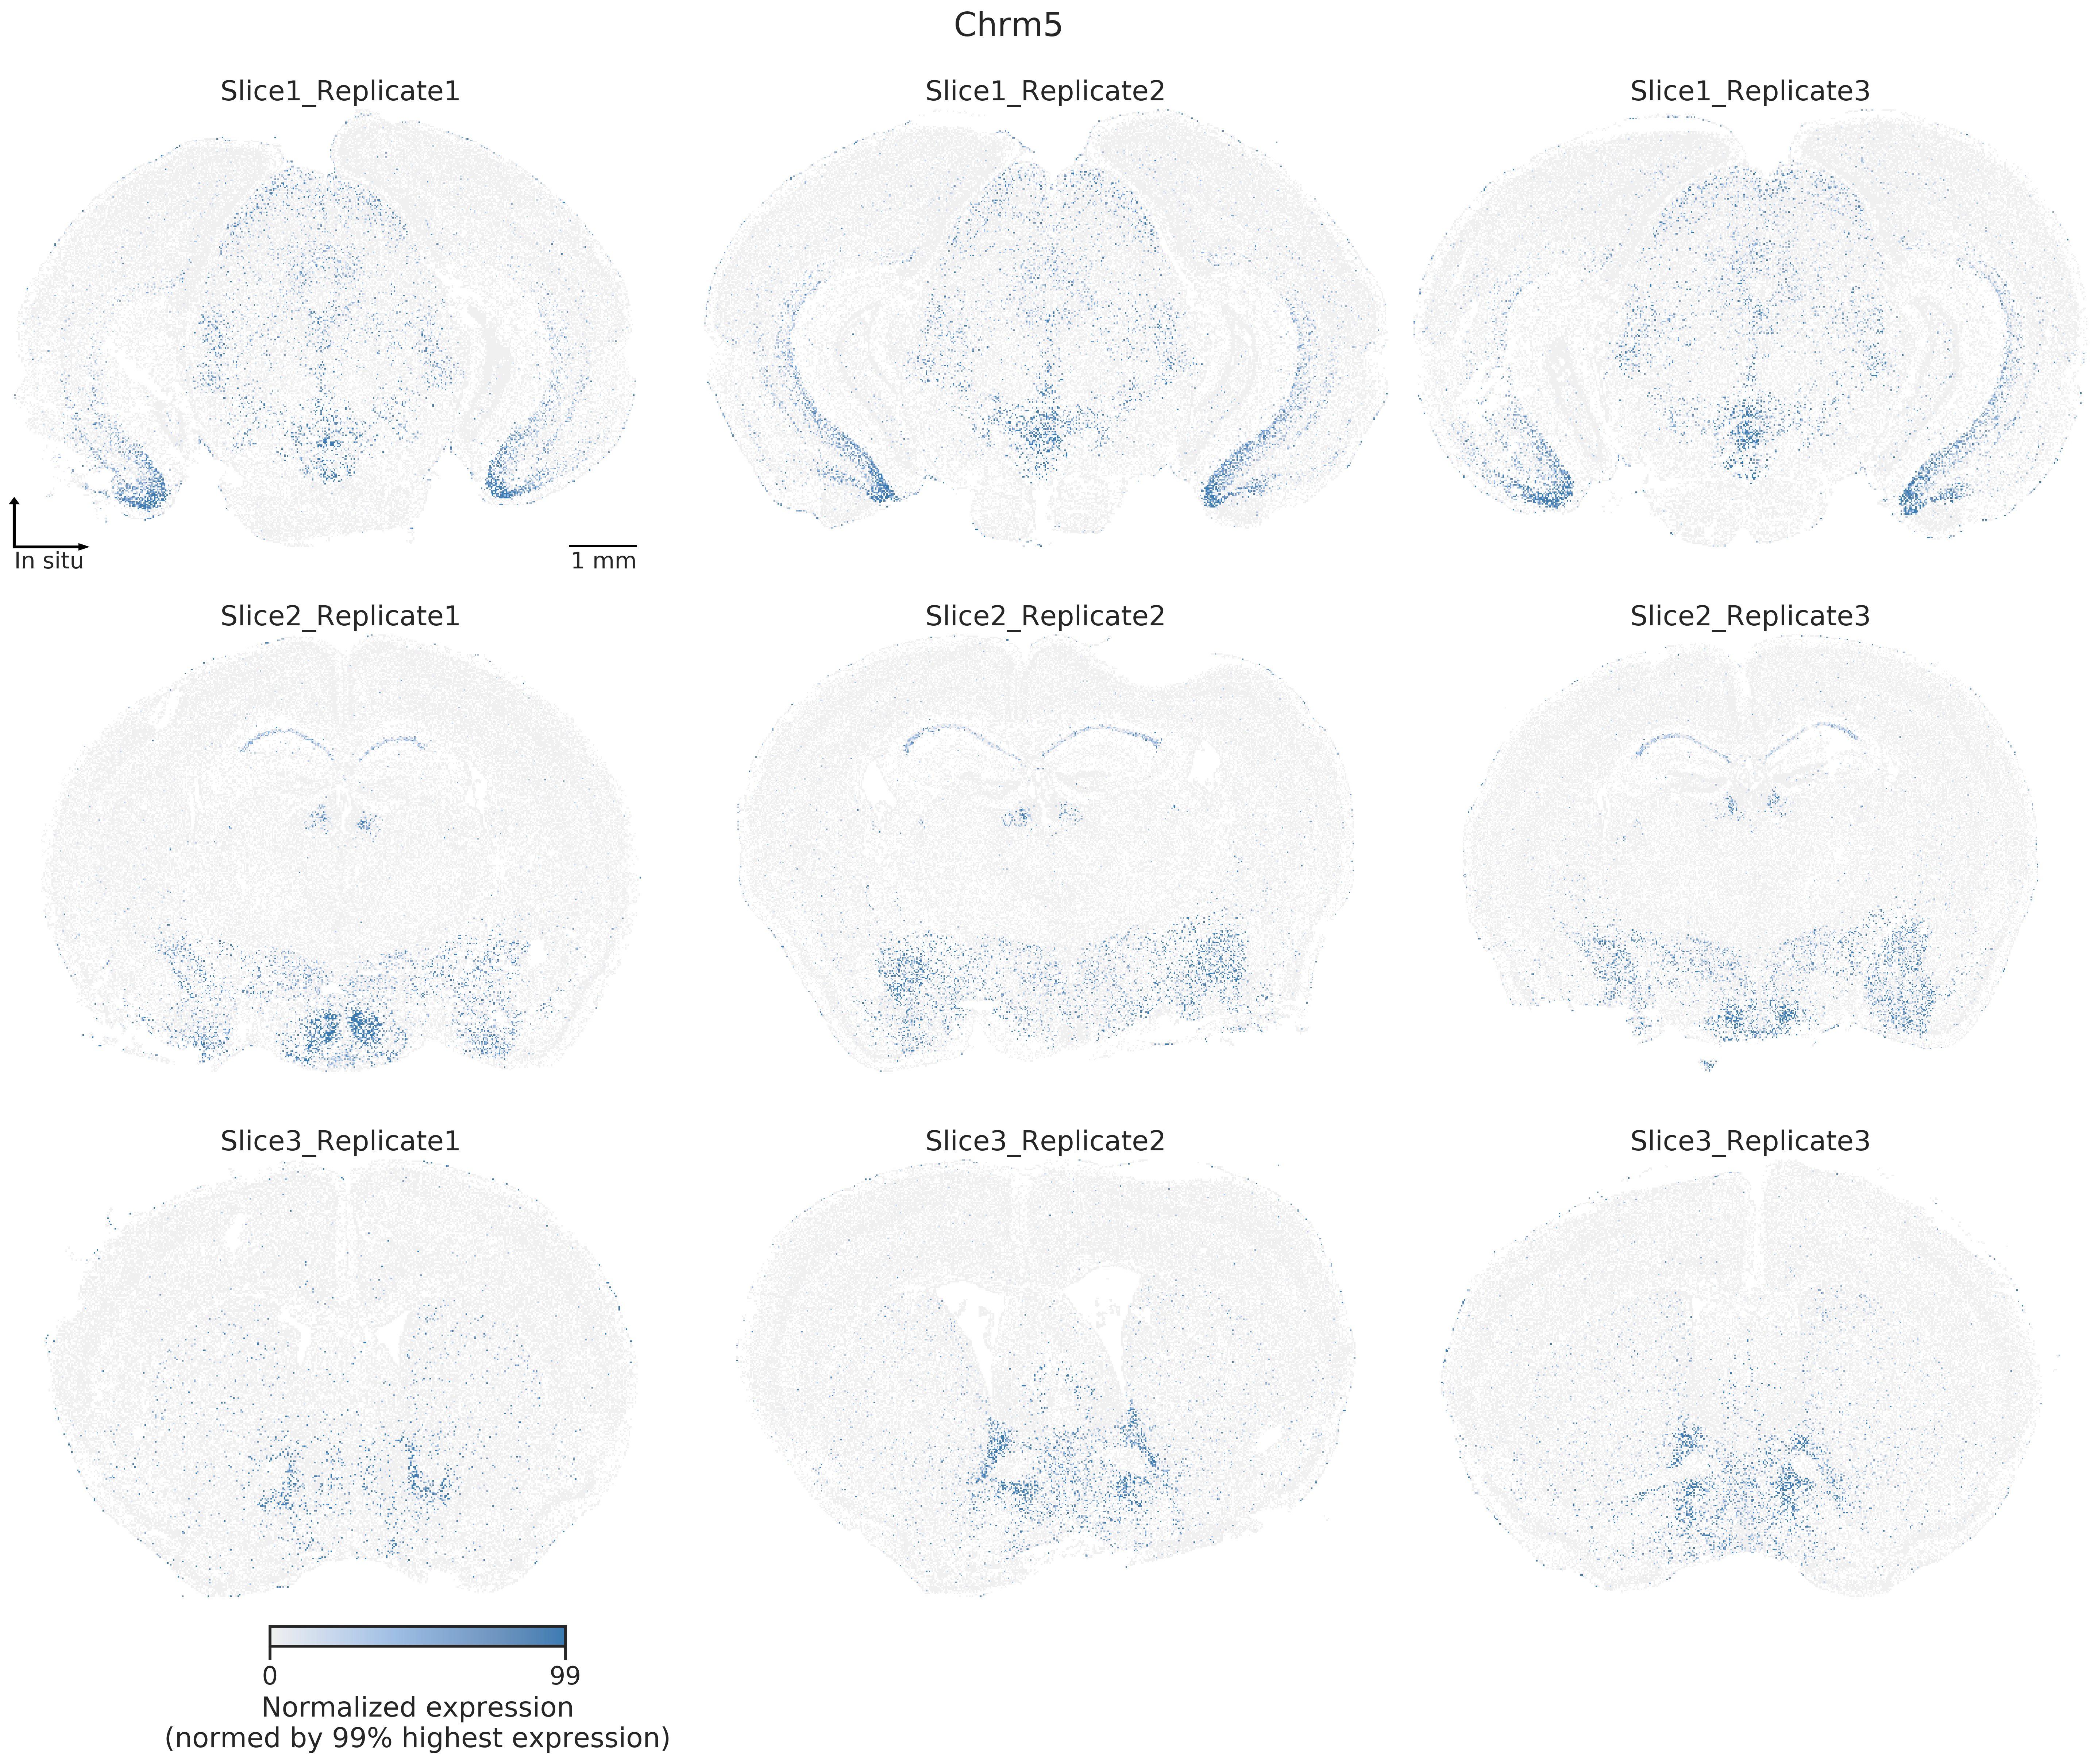 Chrm5
Slice1_Replicate1
Slice1_Replicate2
Slice1_Replicate3
In situ
1 mm
Slice2_Replicate1
Slice2_Replicate2
Slice2_Replicate3
Slice3_Replicate1
Slice3_Replicate2
Slice3_Replicate3
0
99
Normalized expression
(normed by 99% highest expression)